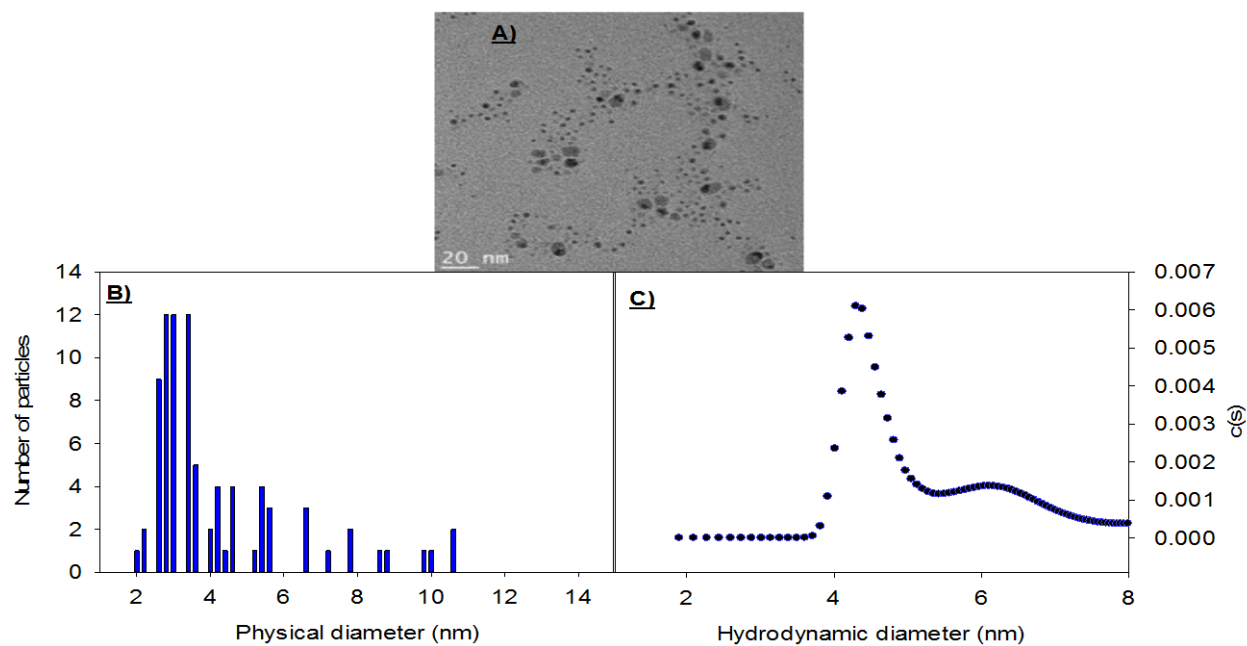 A)
20 nm
B)
14
12
10
8
6
4
2
0
Number of particles
2 4 6 8 10 12 14
Physical diameter (nm)
C)
0.007
0.006
0.005
0.004
0.003
0.002
0.001
0.000
c(s)
2 4 6 8
Hydrodynamic diameter (nm)